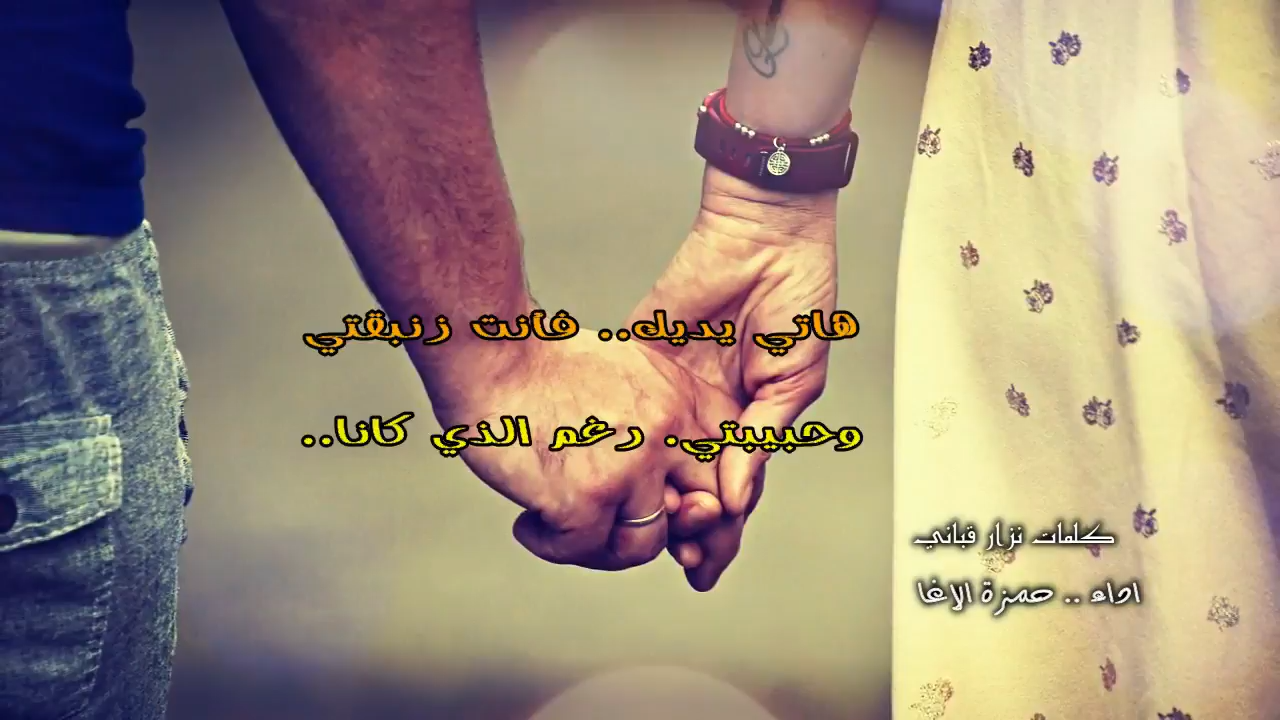 هاتي يديك.. فأنت زنبقتي
وحبيبتي. رغم الذي كانا..
كلمات نزار قباني
اداء .. حمزة الاغا